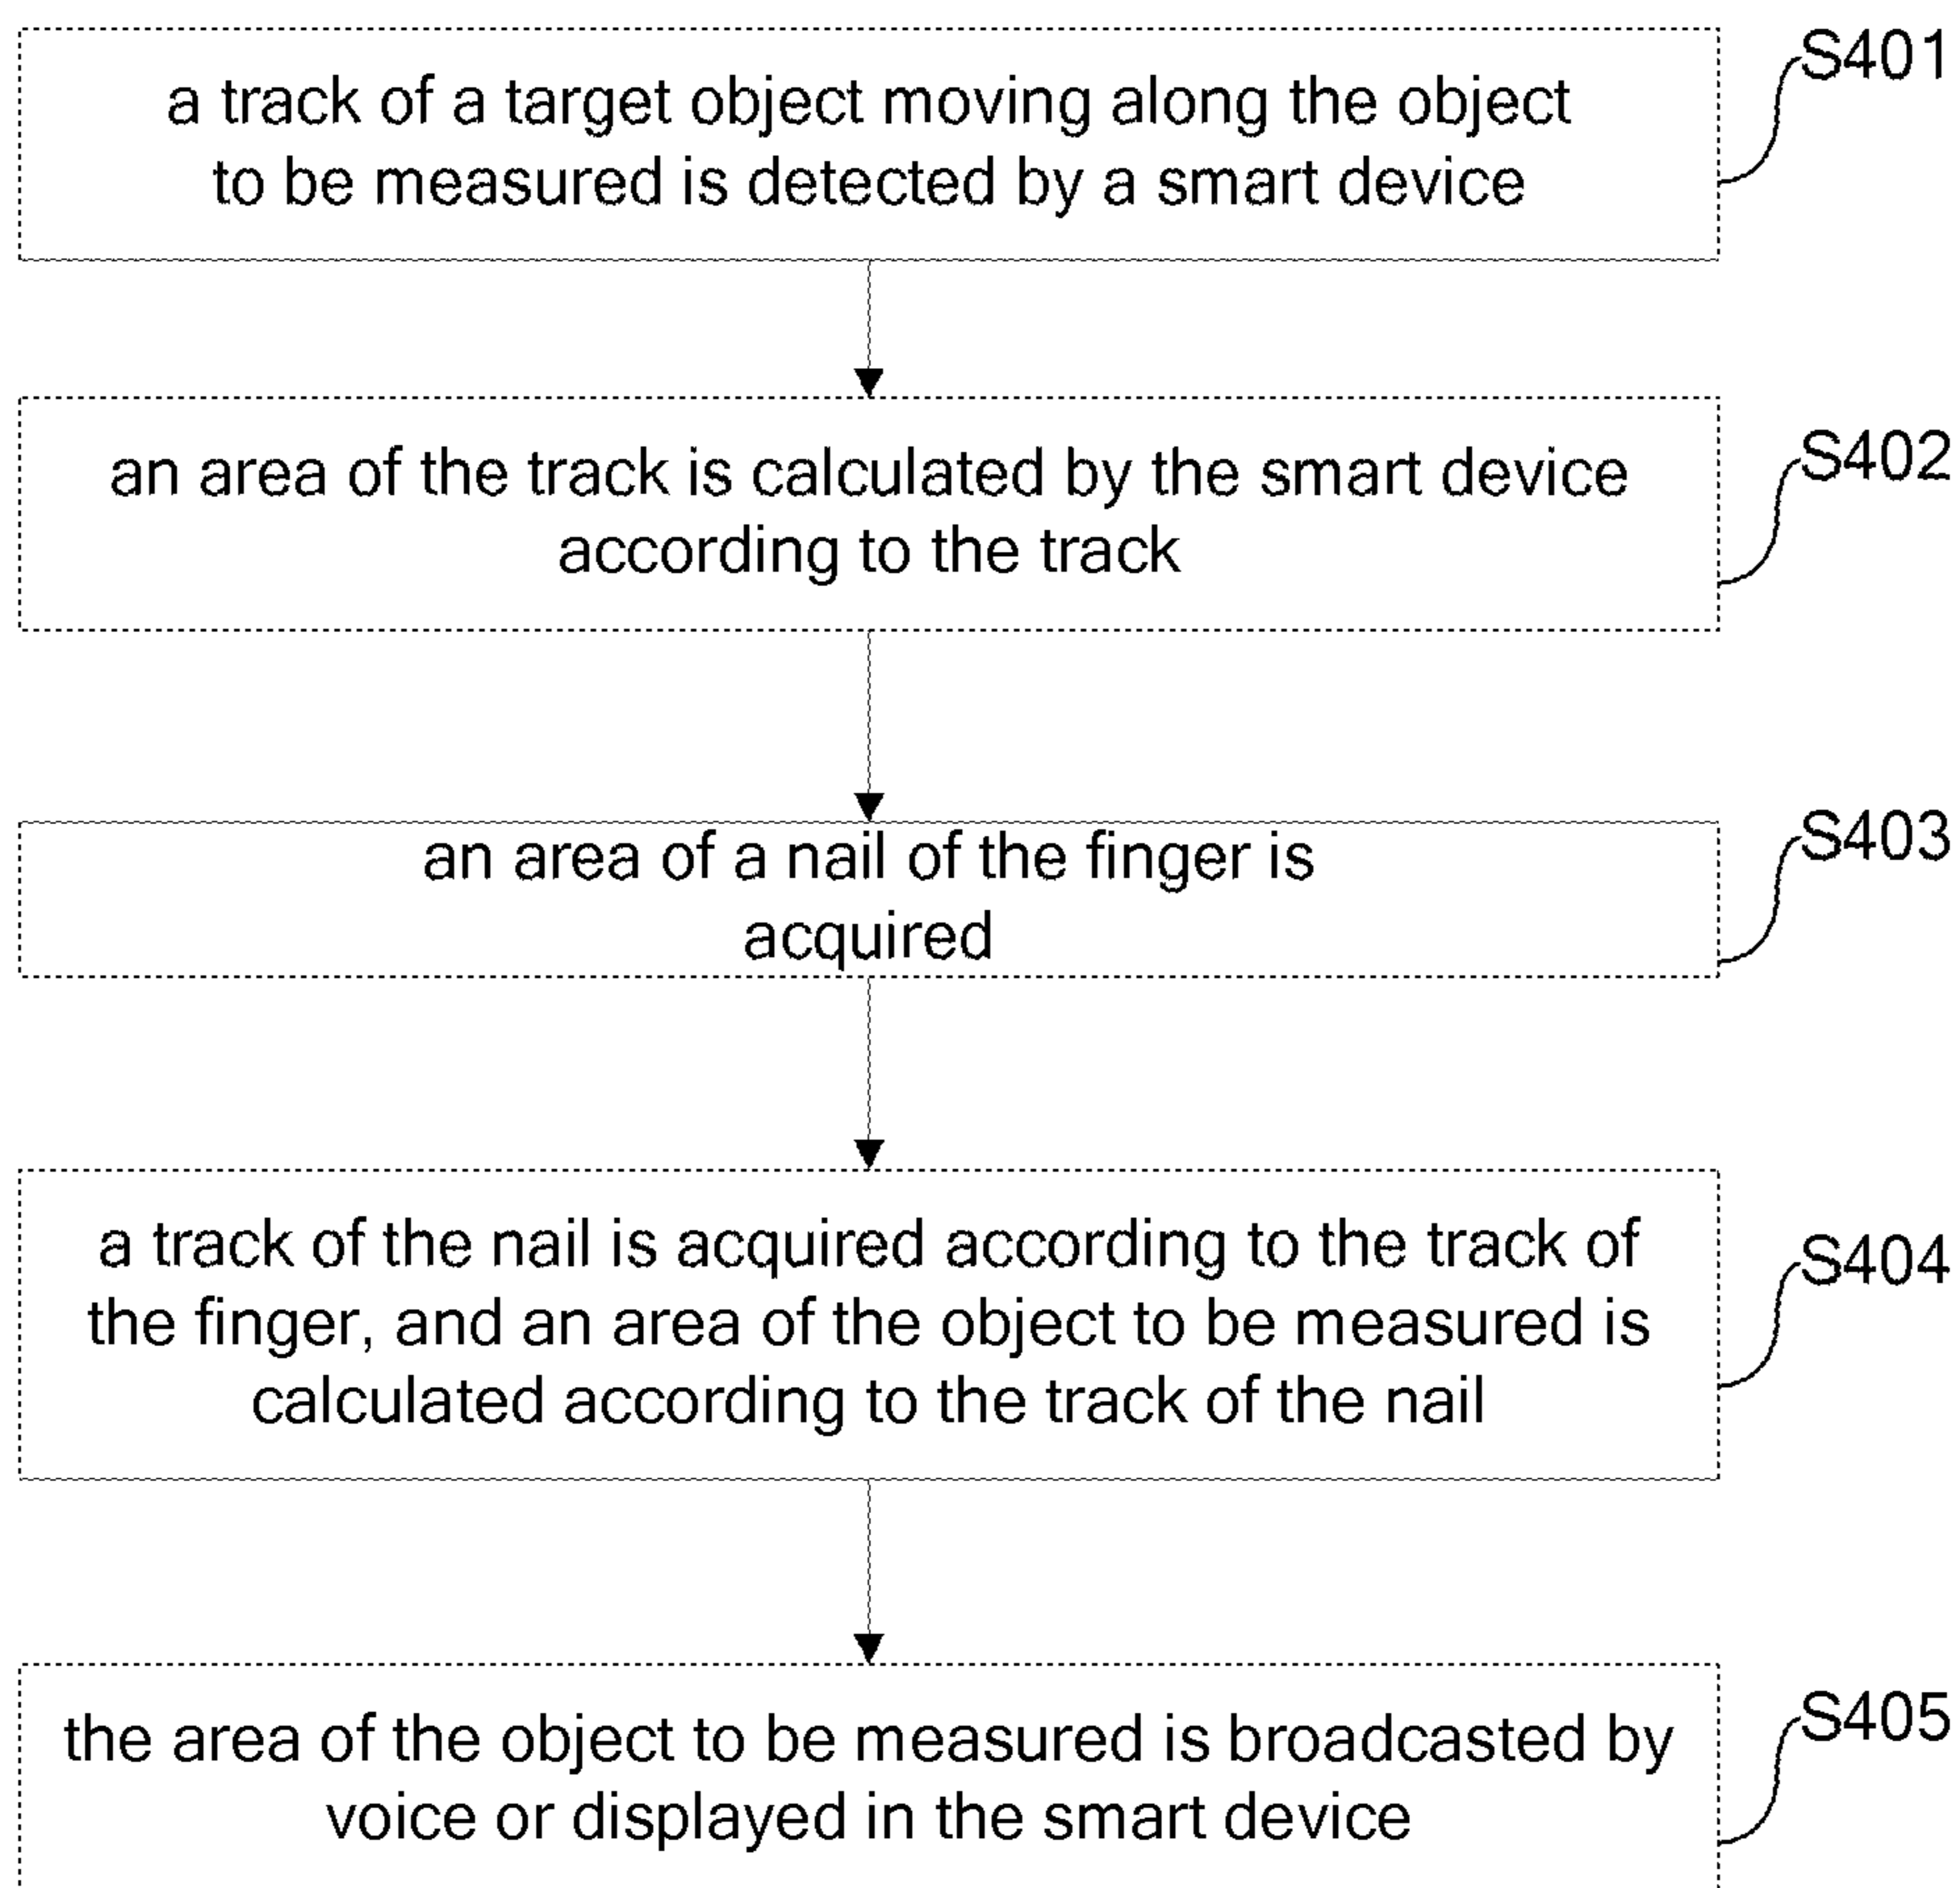 a track of a target object moving along the object
to be measured is detected by a smart device
S401
an area of the track is calculated by the smart device
according to the track
S402
an area of a nail of the finger is
acquired
S403
a track of the nail is acquired according to the track of
the finger, and an area of the object to be measured is
calculated according to the track of the nail
S404
the area of the object to be measured is broadcasted by
voice or displayed in the smart device
S405